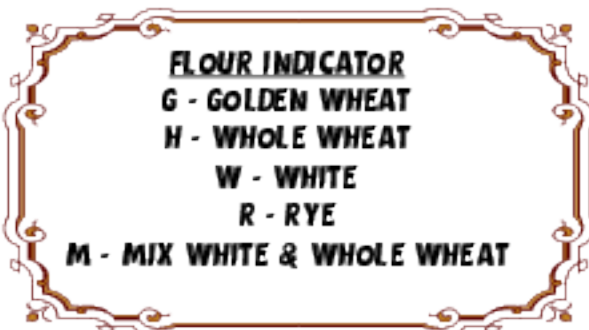 FLOUR INDICATOR
G - GOLDEN WHEAT
H - WHOLE WHEAT
W - WHITE
R - RYE
M - MIX WHITE & WHOLE WHEAT